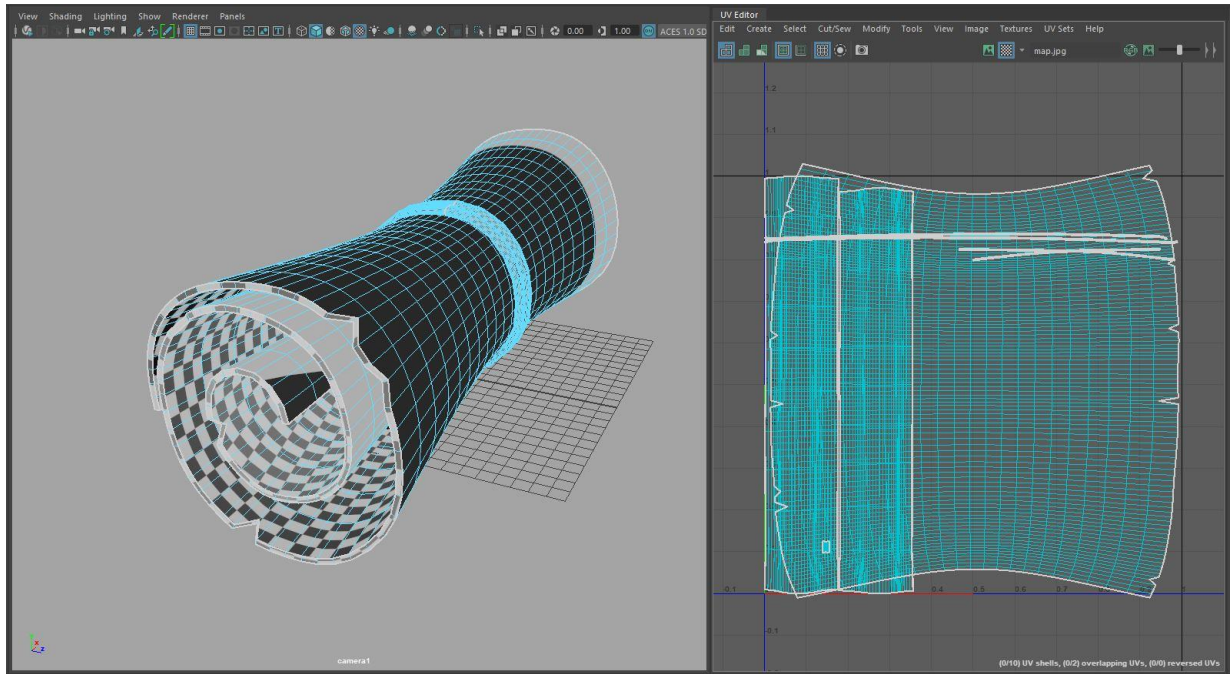 View Shading Lighting Show Renderer Panels
0.00 1.00 ACES 1.0 SD
camera1
UV Editor
Edit Create Select Cut/Sew Modify Tools View Image Textures UV Sets Help
map.jpg
1.2
1.1
-0.1 0.4 0.5 0.6 0.7 1
-0.1
(0/10) UV shells, (0/2) overlapping UVs, (0/0) reversed UVs